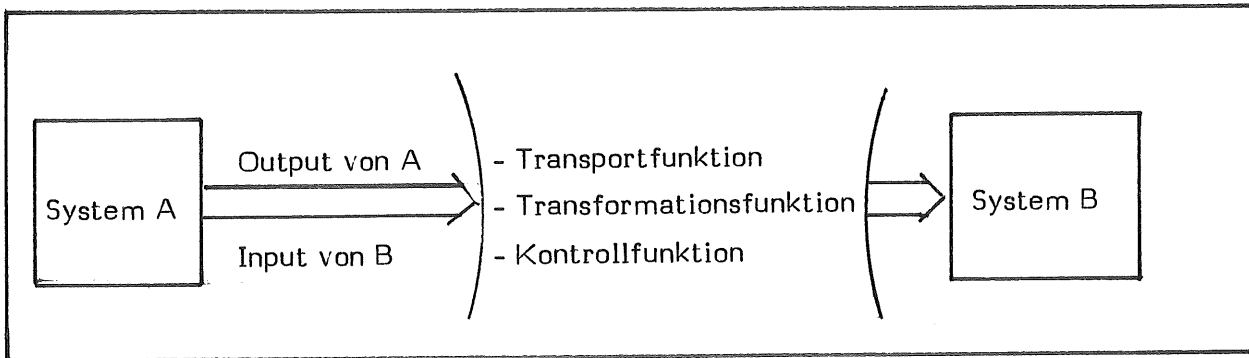 System A
Output von A
Input von B
- Transportfunktion
- Transformationsfunktion
- Kontrollfunktion
System B